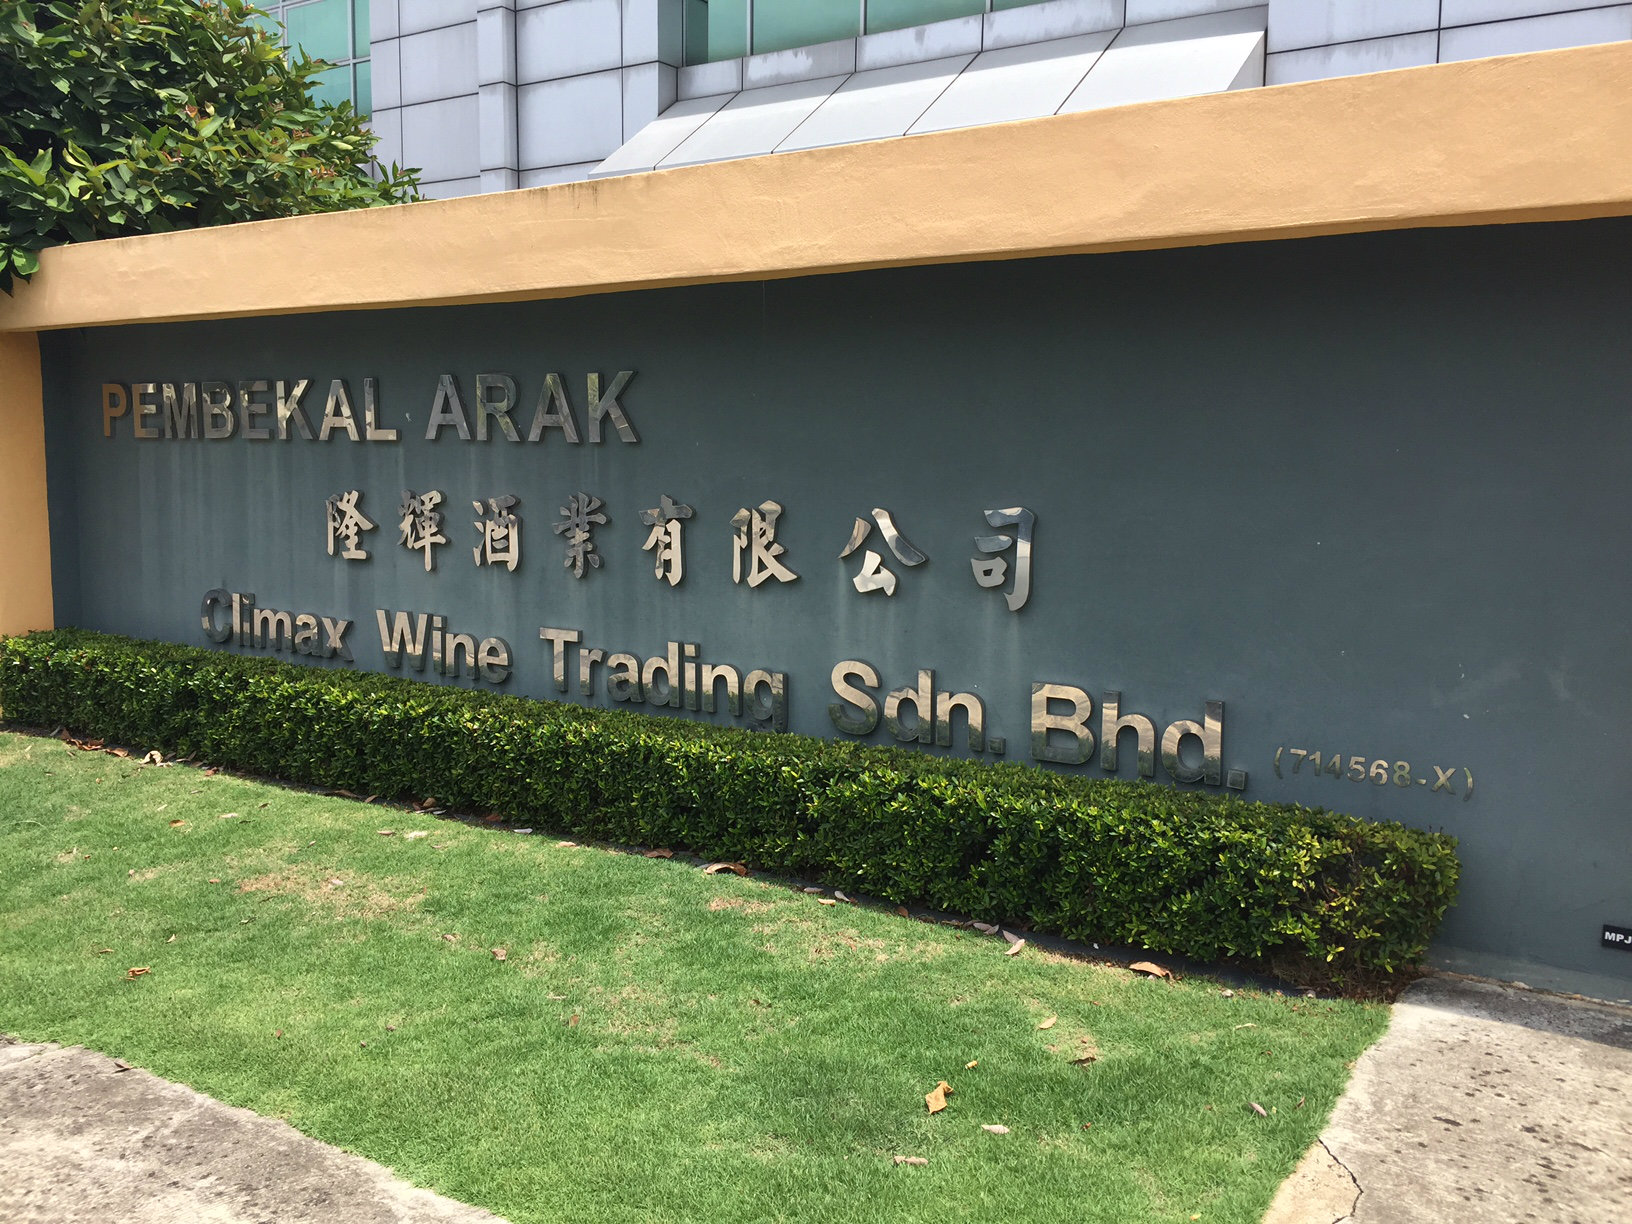 PEMBEKAL ARAK
隆輝酒業有限公司
Climax Wine Trading Sdn. Bhd. (714568-X)